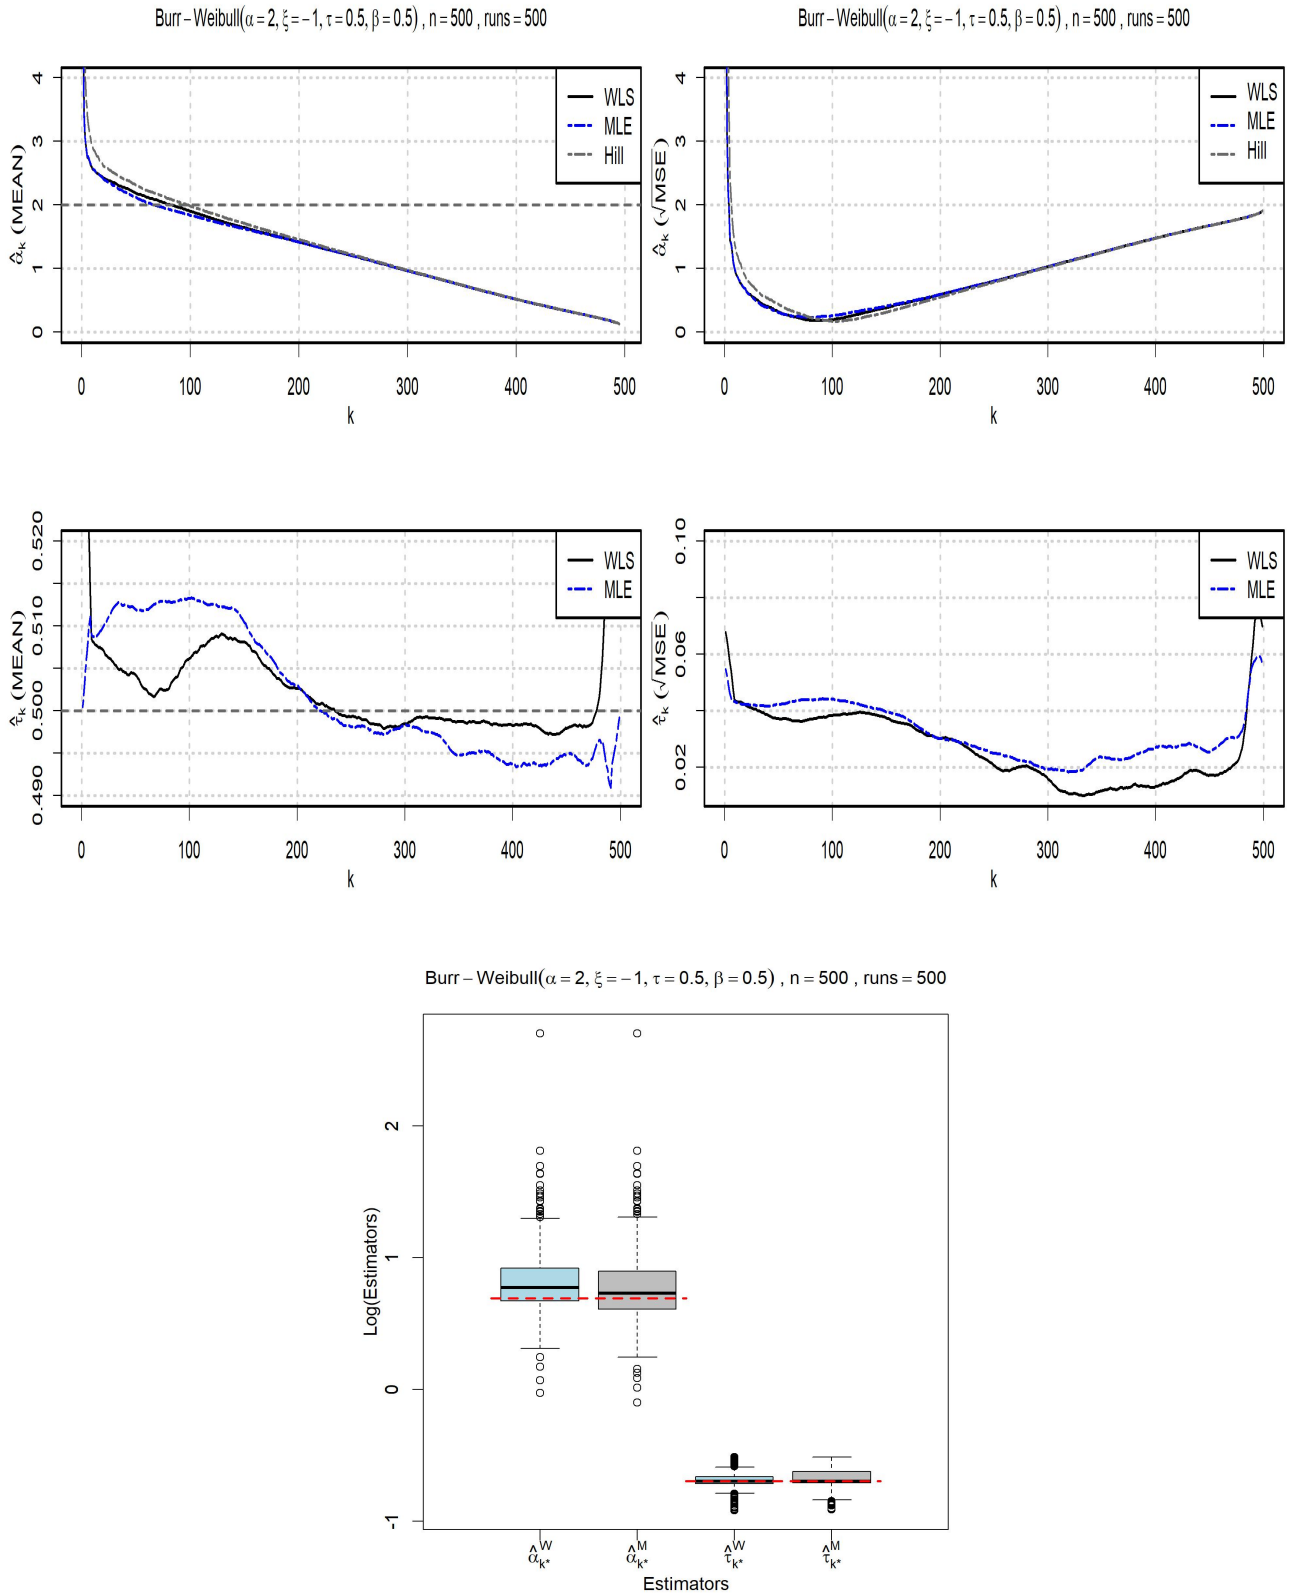 Burr – Weibull(α = 2, ξ = −1, τ = 0.5, β = 0.5) , n = 500 , runs = 500
α̂k (MEAN)
4
3
2
1
0
WLS
MLE
Hill
0 100 200 300 400 500
k
Burr – Weibull(α = 2, ξ = −1, τ = 0.5, β = 0.5) , n = 500 , runs = 500
α̂k (√MSE)
4
3
2
1
0
WLS
MLE
Hill
0 100 200 300 400 500
k
τ̂k (MEAN)
0.520
0.510
0.500
0.490
WLS
MLE
0 100 200 300 400 500
k
τ̂k (√MSE)
0.10
0.06
0.02
WLS
MLE
0 100 200 300 400 500
k
Burr – Weibull(α = 2, ξ = −1, τ = 0.5, β = 0.5) , n = 500 , runs = 500
Log(Estimators)
2
1
0
-1
α̂Wk* α̂Mk* τ̂Wk* τ̂Mk*
Estimators